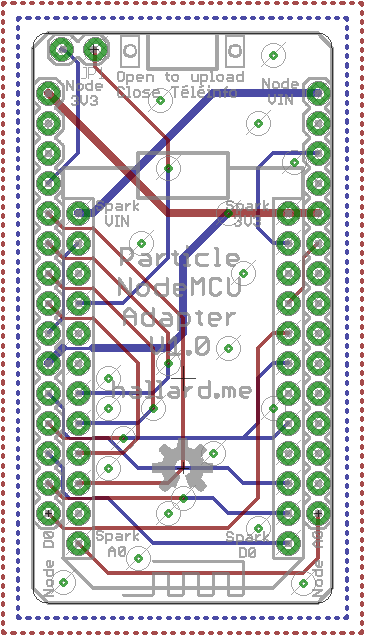 JP1
Open to upload
Close Téléinfo
Node
3V3
Node
VIN
Spark
VIN
Spark
3V3
Particle
NodeMCU
Adapter
V1.0
hallard.me
Spark
A0
Spark
D0
Node D0
Node A0